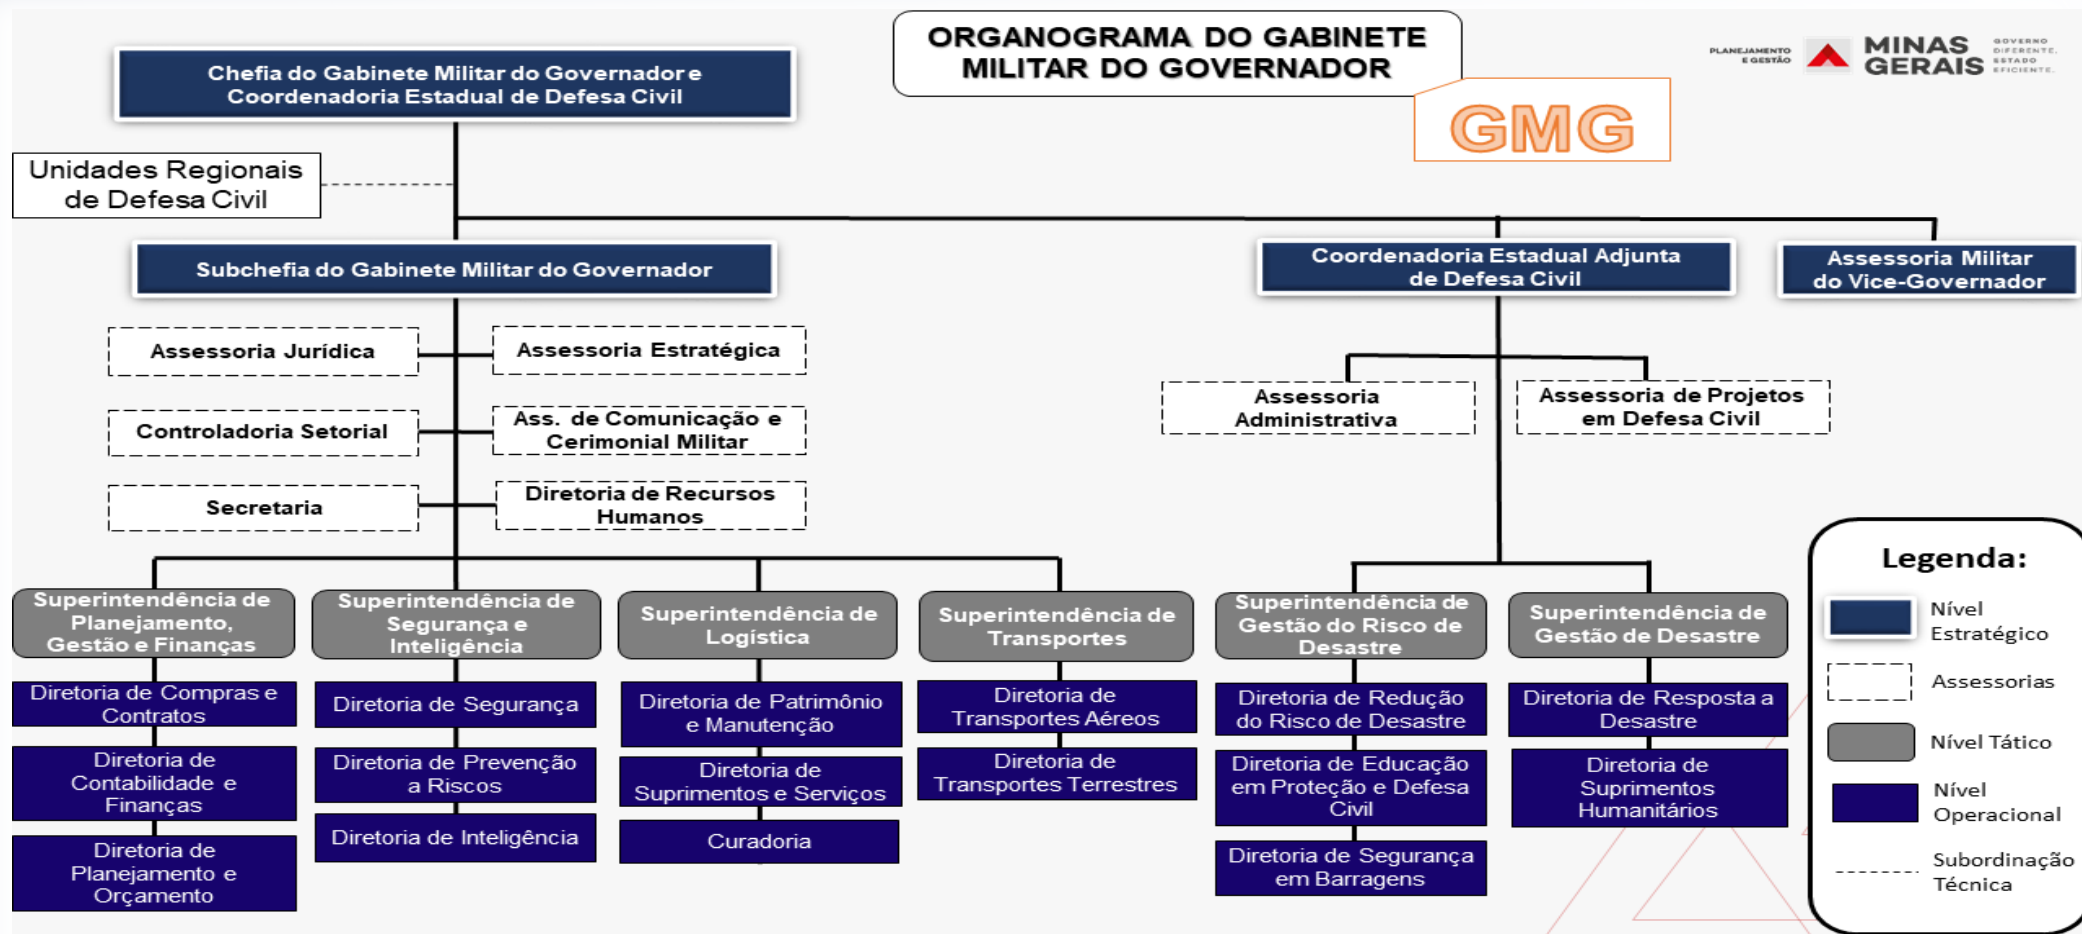 ORGANOGRAMA DO GABINETE
MILITAR DO GOVERNADOR
GMG
PLANEJAMENTO
E GESTÃO
MINAS
GERAIS
GOVERNO
DIFERENTE.
ESTADO
EFICIENTE.
Chefia do Gabinete Militar do Governador e
Coordenadoria Estadual de Defesa Civil
Unidades Regionais
de Defesa Civil
Subchefia do Gabinete Militar do Governador
Coordenadoria Estadual Adjunta
de Defesa Civil
Assessoria Militar
do Vice-Governador
Assessoria Jurídica
Assessoria Estratégica
Controladoria Setorial
Ass. de Comunicação e
Cerimonial Militar
Secretaria
Diretoria de Recursos
Humanos
Assessoria
Administrativa
Assessoria de Projetos
em Defesa Civil
Superintendência de
Planejamento,
Gestão e Finanças
Superintendência de
Segurança e
Inteligência
Superintendência de
Logística
Superintendência de
Transportes
Superintendência de
Gestão do Risco de
Desastre
Superintendência de
Gestão de Desastre
Diretoria de Compras e
Contratos
Diretoria de
Contabilidade e
Finanças
Diretoria de
Planejamento e
Orçamento
Diretoria de Segurança
Diretoria de Prevenção
a Riscos
Diretoria de Inteligência
Diretoria de Patrimônio
e Manutenção
Diretoria de
Suprimentos e Serviços
Curadoria
Diretoria de
Transportes Aéreos
Diretoria de
Transportes Terrestres
Diretoria de Redução
do Risco de Desastre
Diretoria de Educação
em Proteção e Defesa
Civil
Diretoria de Segurança
em Barragens
Diretoria de Resposta a
Desastre
Diretoria de
Suprimentos
Humanitários
Legenda:
Nível
Estratégico
Assessorias
Nível Tático
Nível
Operacional
Subordinação
Técnica